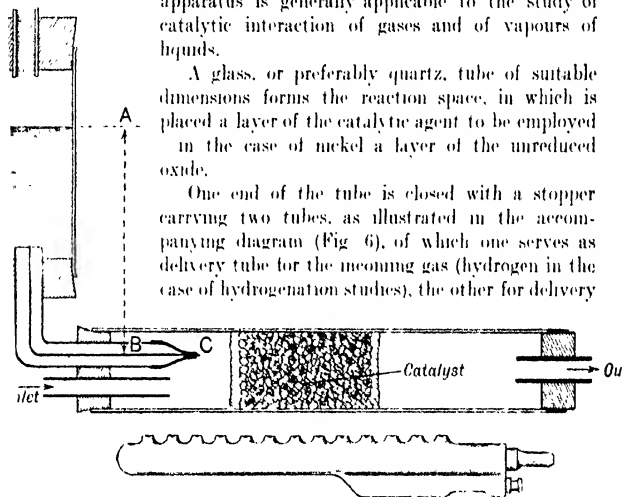 apparatus is generally applicable to the study of
catalytic interaction of gases and of vapours of
liquids.
A glass, or preferably quartz, tube of suitable
dimensions forms the reaction space, in which is
placed a layer of the catalytic agent to be employed
in the case of nickel a layer of the unreduced
oxide.
One end of the tube is closed with a stopper
carrying two tubes, as illustrated in the accom-
panying diagram (Fig 6), of which one serves as
delivery tube for the incoming gas (hydrogen in the
case of hydrogenation studies), the other for delivery
A
B
C
Catalyst
nlet
Ou